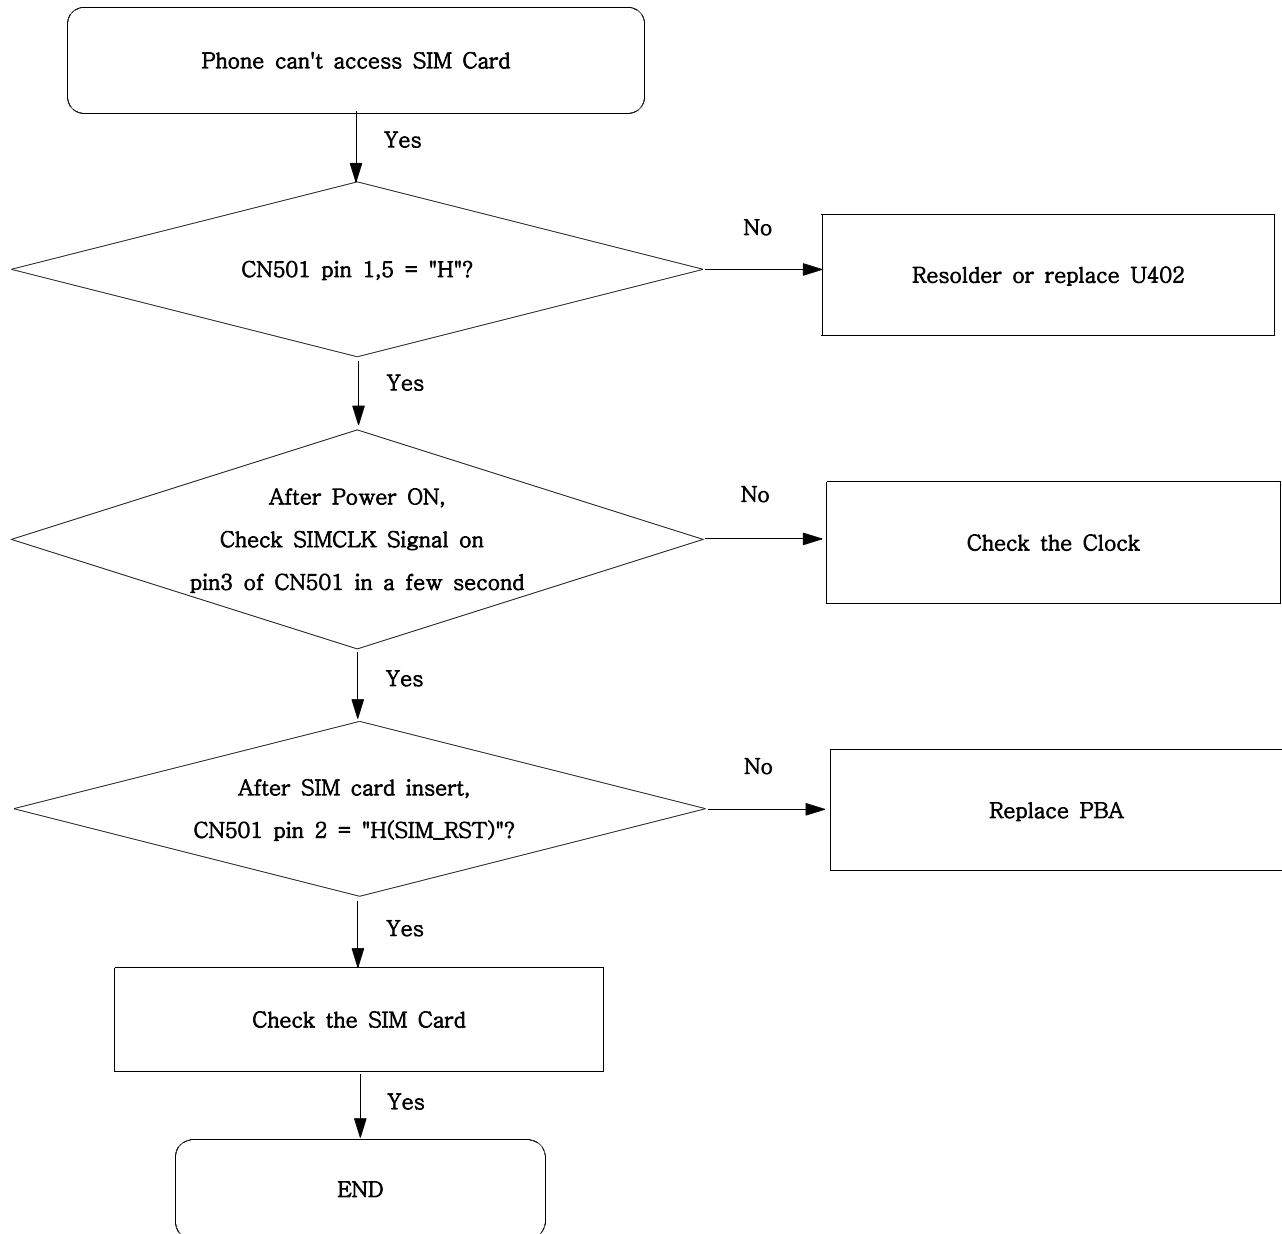 Phone can't access SIM Card
Yes
CN501 pin 1,5 = "H"?
No
Resolder or replace U402
Yes
After Power ON,
Check SIMCLK Signal on
pin3 of CN501 in a few second
No
Check the Clock
Yes
After SIM card insert,
CN501 pin 2 = "H(SIM_RST)"?
No
Replace PBA
Yes
Check the SIM Card
Yes
END